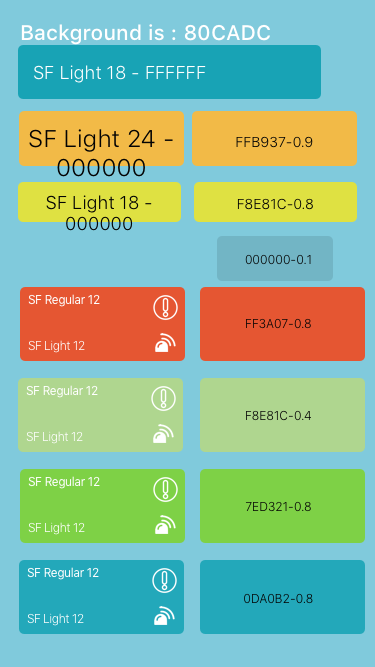 Background is : 80CADC
SF Light 18 - FFFFFF
SF Light 24 -
000000
FFB937-0.9
SF Light 18 -
000000
F8E81C-0.8
000000-0.1
SF Regular 12
SF Light 12
FF3A07-0.8
SF Regular 12
SF Light 12
F8E81C-0.4
SF Regular 12
SF Light 12
7ED321-0.8
SF Regular 12
SF Light 12
0DA0B2-0.8